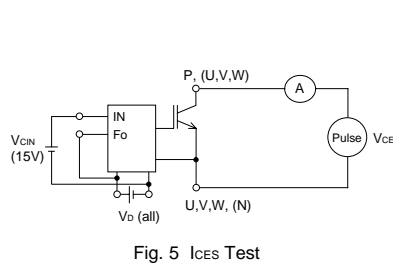 P, (U,V,W)
A
IN
Fo
VCIN
(15V)
Pulse
VCE
VD (all)
U,V,W, (N)
Fig. 5 ICES Test